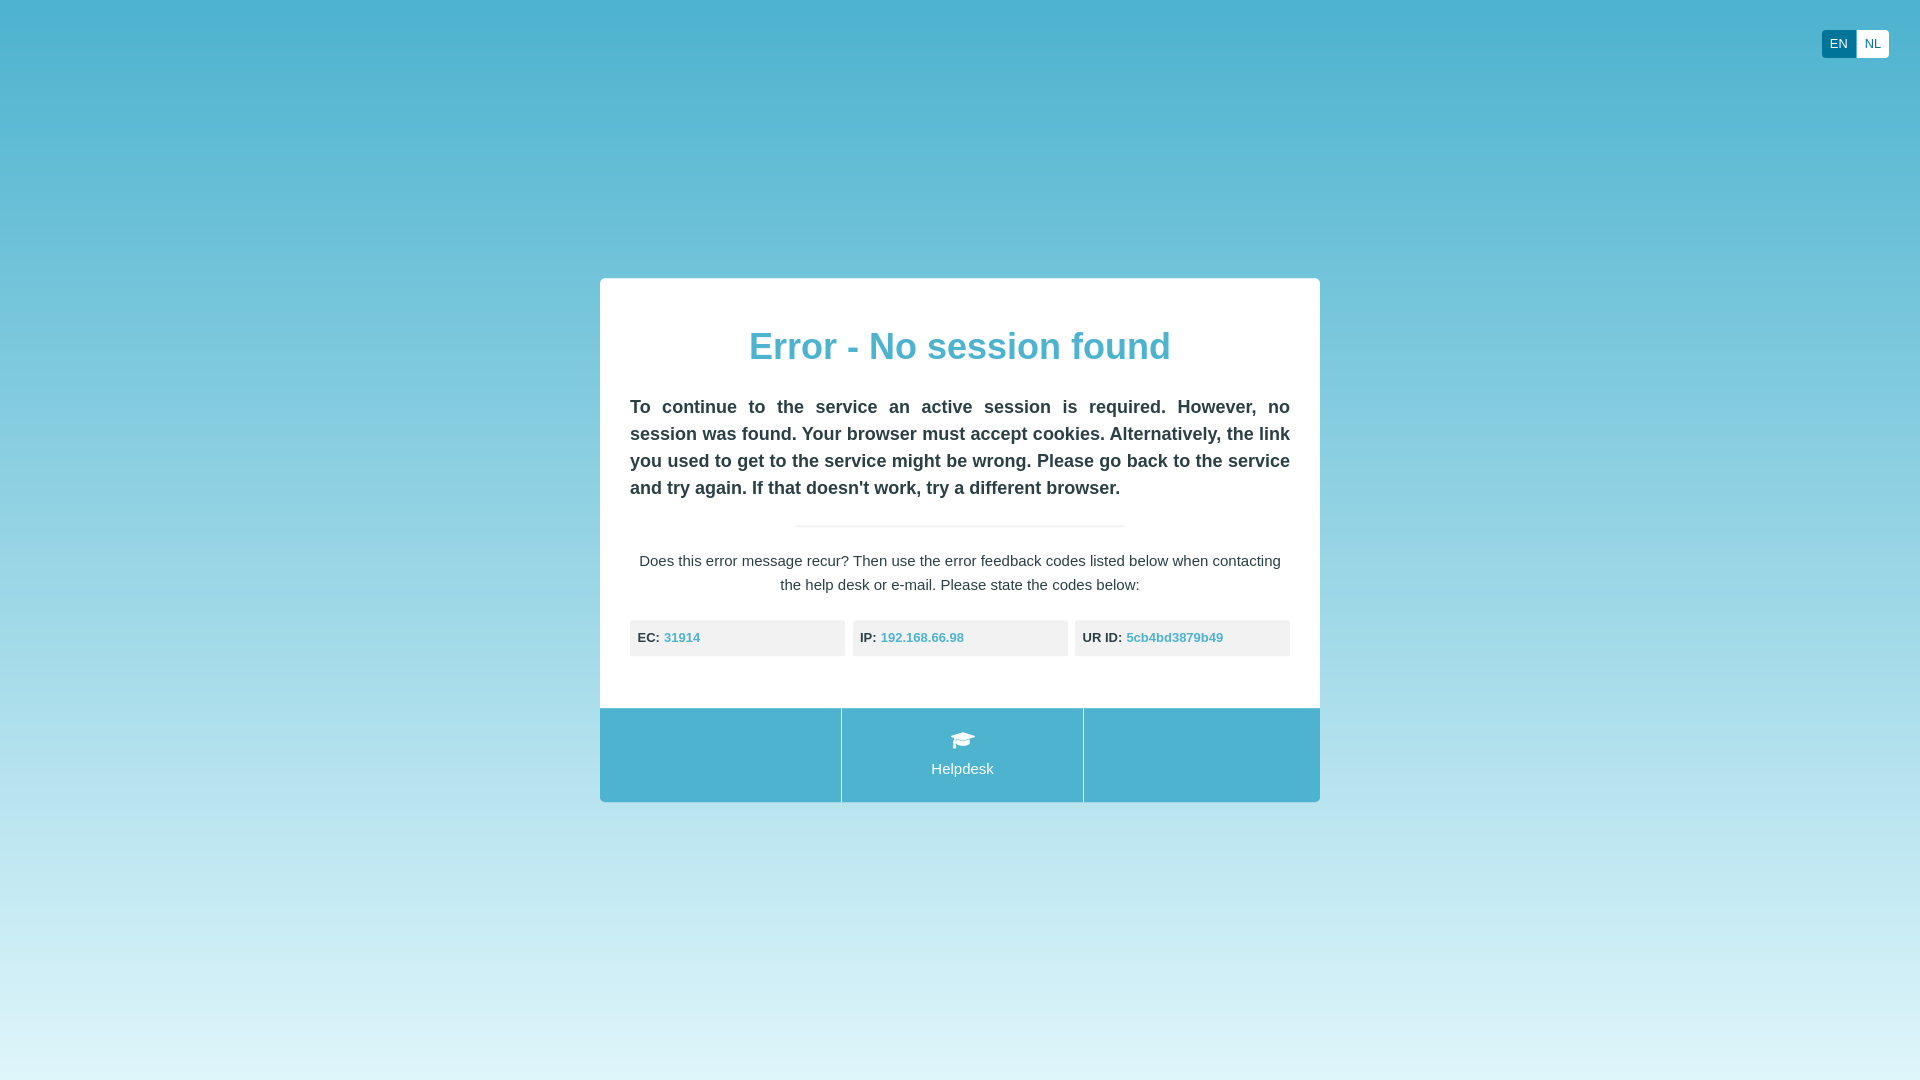 EN NL
Error - No session found
To continue to the service an active session is required. However, no
session was found. Your browser must accept cookies. Alternatively, the link
you used to get to the service might be wrong. Please go back to the service
and try again. If that doesn't work, try a different browser.
Does this error message recur? Then use the error feedback codes listed below when contacting
the help desk or e-mail. Please state the codes below:
EC: 31914 IP: 192.168.66.98 UR ID: 5cb4bd3879b49
Helpdesk